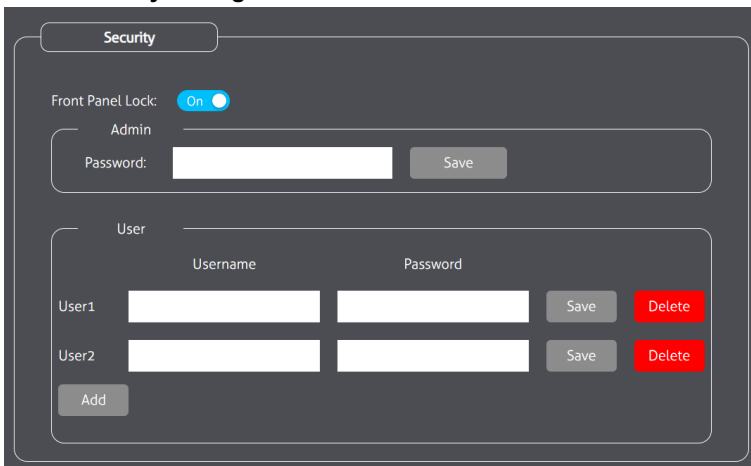 Security
Front Panel Lock: On
Admin
Password: Save
User
Username Password
User1 Save Delete
User2 Save Delete
Add